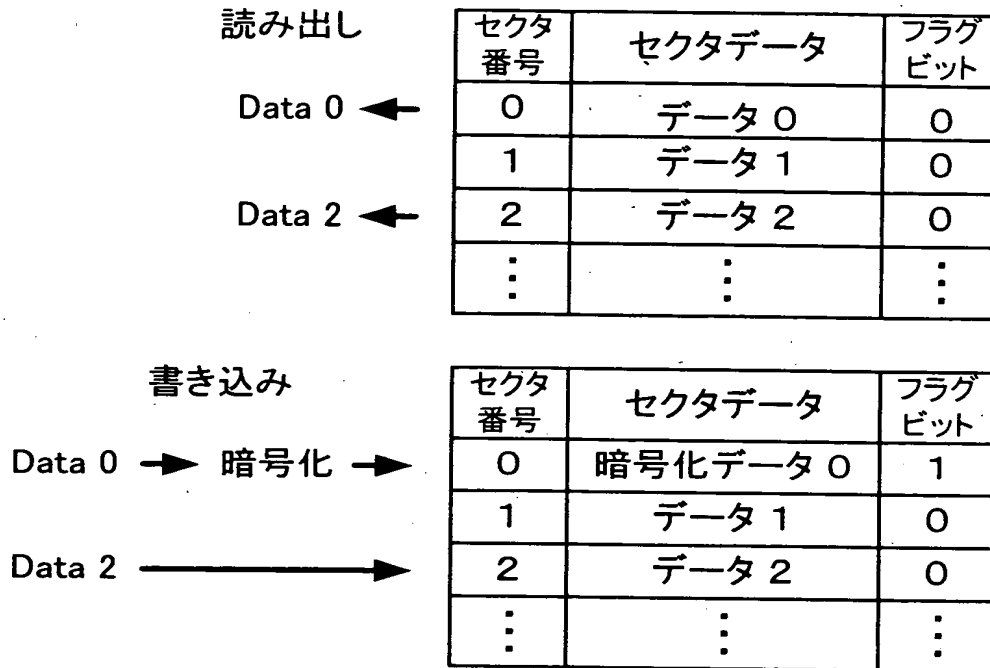 読み出し
セクタ
番号
セクタデータ
フラグ
ビット
Data 0
0 データ0 0
1 データ1 0
Data 2
2 データ2 0
⋮ ⋮ ⋮
書き込み
セクタ
番号
セクタデータ
フラグ
ビット
Data 0 暗号化
0 暗号化データ0 1
1 データ1 0
Data 2
2 データ2 0
⋮ ⋮ ⋮